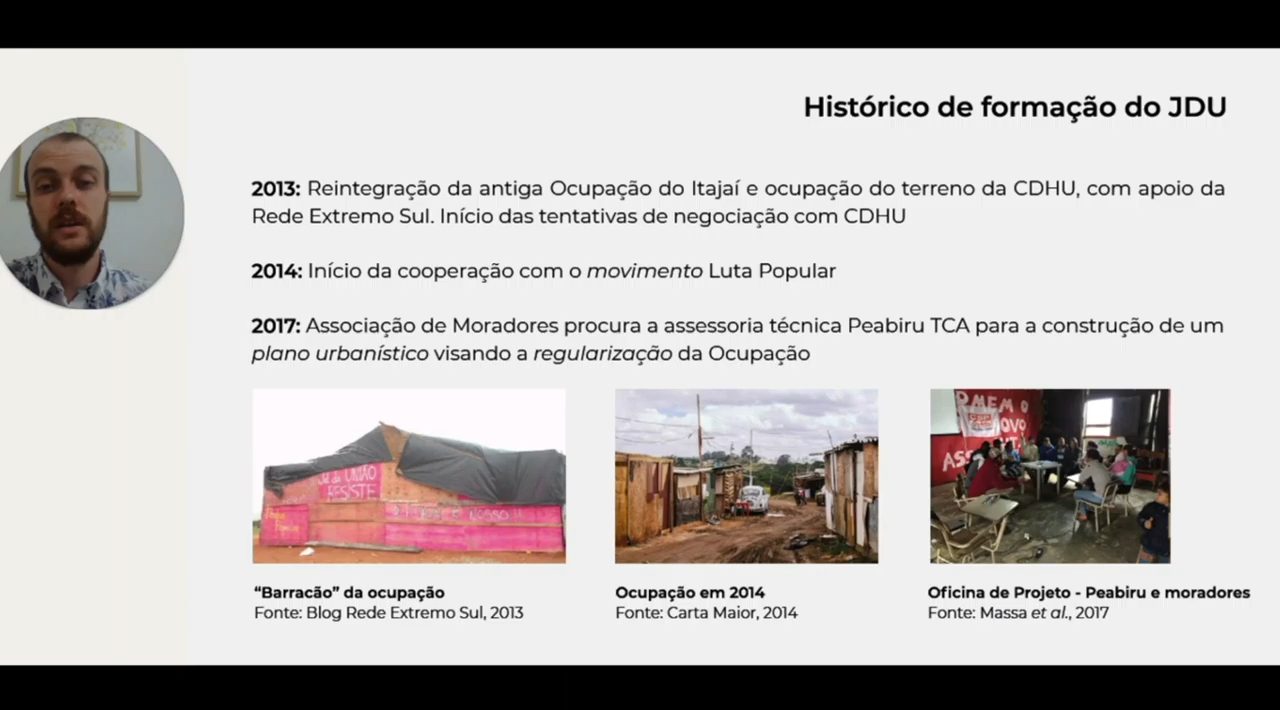 Histórico de formação do JDU
2013: Reintegração da antiga Ocupação do Itajaí e ocupação do terreno da CDHU, com apoio da
Rede Extremo Sul. Início das tentativas de negociação com CDHU
2014: Início da cooperação com o movimento Luta Popular
2017: Associação de Moradores procura a assessoria técnica Peabiru TCA para a construção de um
plano urbanístico visando a regularização da Ocupação
UNIÃO
RESISTE
NOSSO!!
OVO
“Barracão” da ocupação
Fonte: Blog Rede Extremo Sul, 2013
Ocupação em 2014
Fonte: Carta Maior, 2014
Oficina de Projeto - Peabiru e moradores
Fonte: Massa et al., 2017